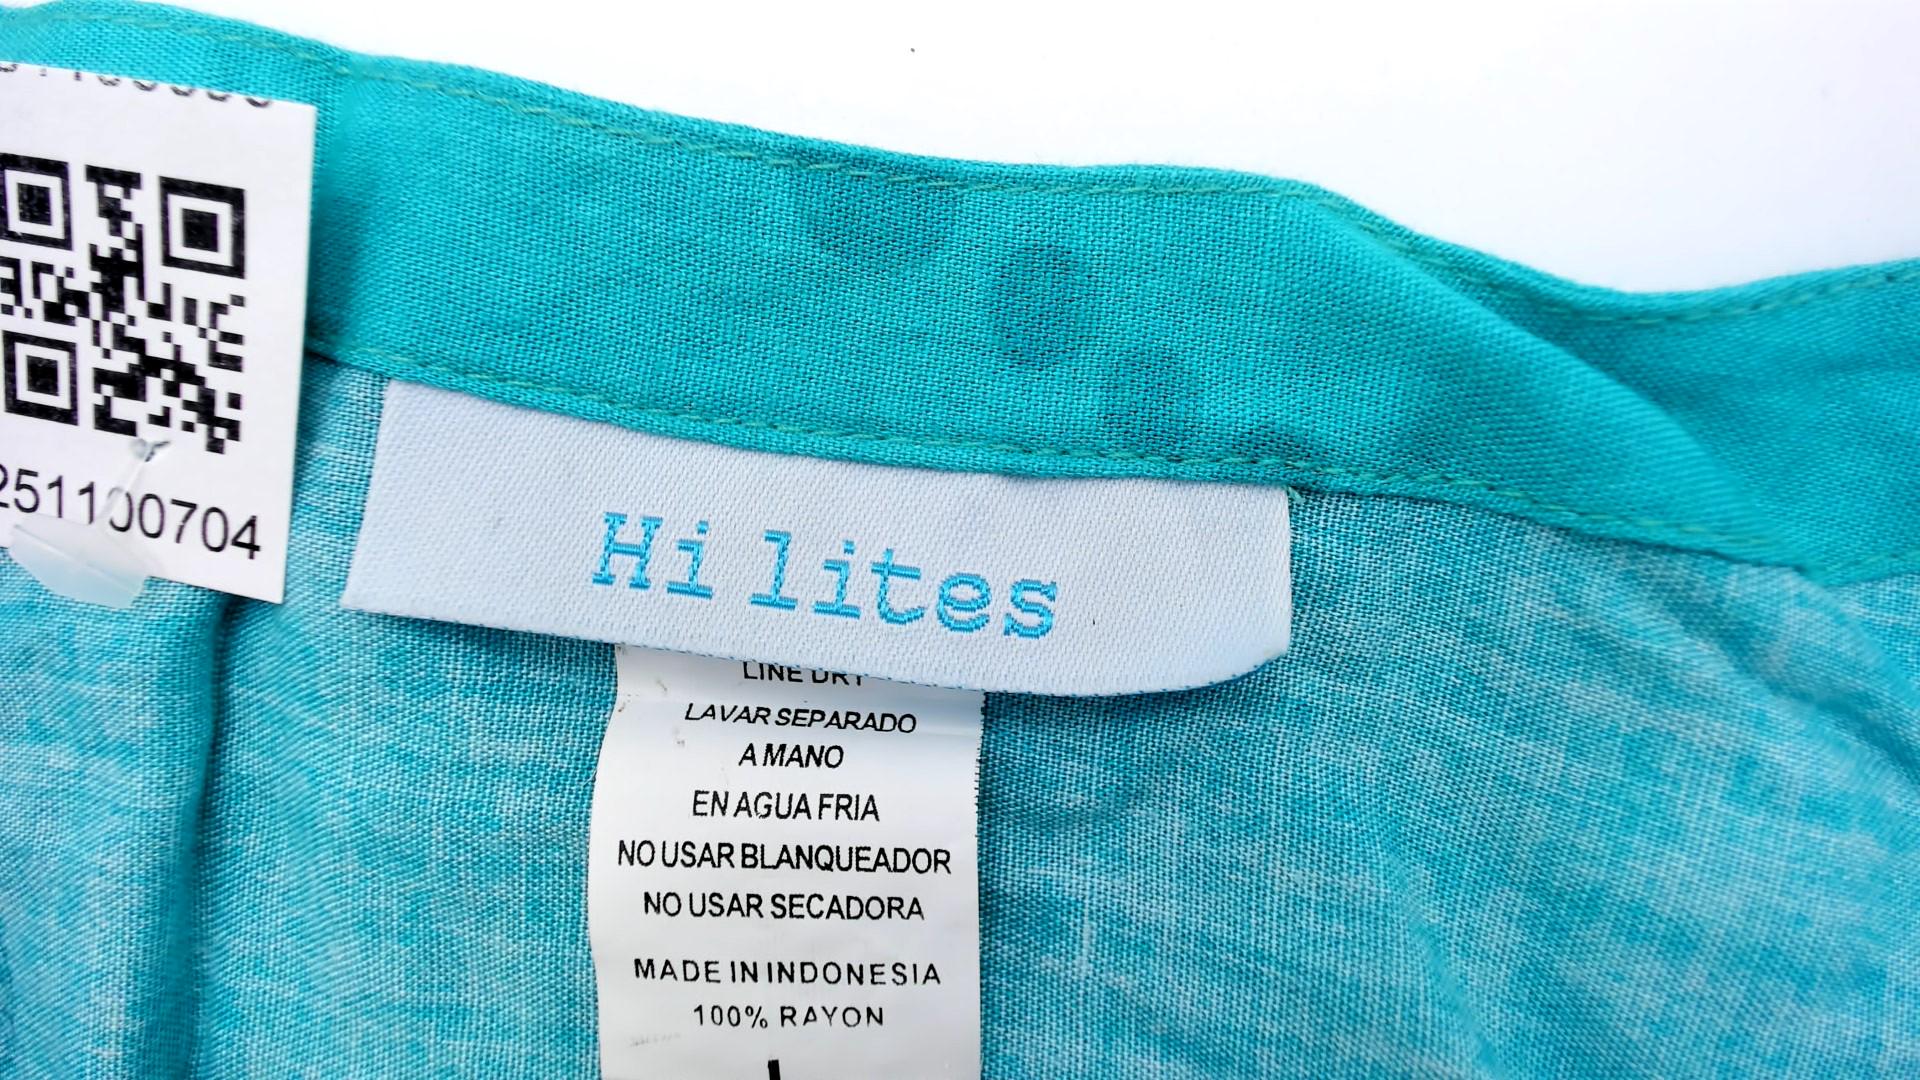 251100704
Hi lites
LINE DRY
LAVAR SEPARADO
A MANO
EN AGUA FRIA
NO USAR BLANQUEADOR
NO USAR SECADORA
MADE IN INDONESIA
100% RAYON